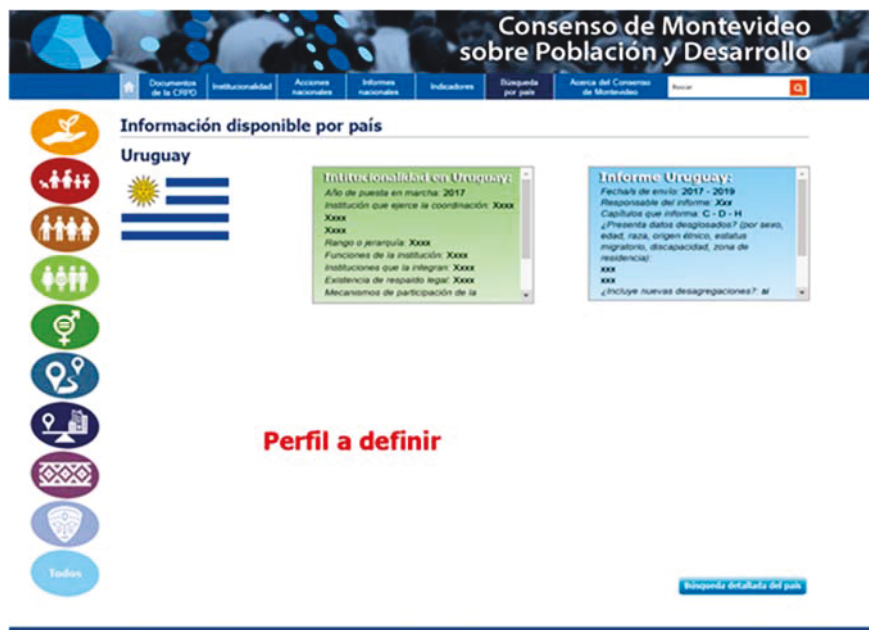 Consenso de Montevideo
sobre Población y Desarrollo
Documentos
de la CRPD
Institucionalidad
Acciones
nacionales
Informes
nacionales
Indicadores
Búsqueda
por país
Acerca del Consenso
de Montevideo
Buscar
Información disponible por país
Uruguay
Intitucionalidad en Uruguay:
Año de puesta en marcha: 2017
Institución que ejerce la coordinación: Xxxx
Xxxx
Xxxx
Rango o jerarquía: Xxxx
Funciones de la institución: Xxxx
Instituciones que la integran: Xxxx
Existencia de respaldo legal: Xxxx
Mecanismos de participación de la
Informe Uruguay:
Fecha/s de envío: 2017 - 2019
Responsable del informe: Xxx
Capítulos que informa: C - D - H
¿Presenta datos desglosados? (por sexo,
edad, raza, origen étnico, estatus
migratorio, discapacidad, zona de
residencia):
xxx
xxx
¿Incluye nuevas desagregaciones?: si
Perfil a definir
Todos
Búsqueda detallada del país